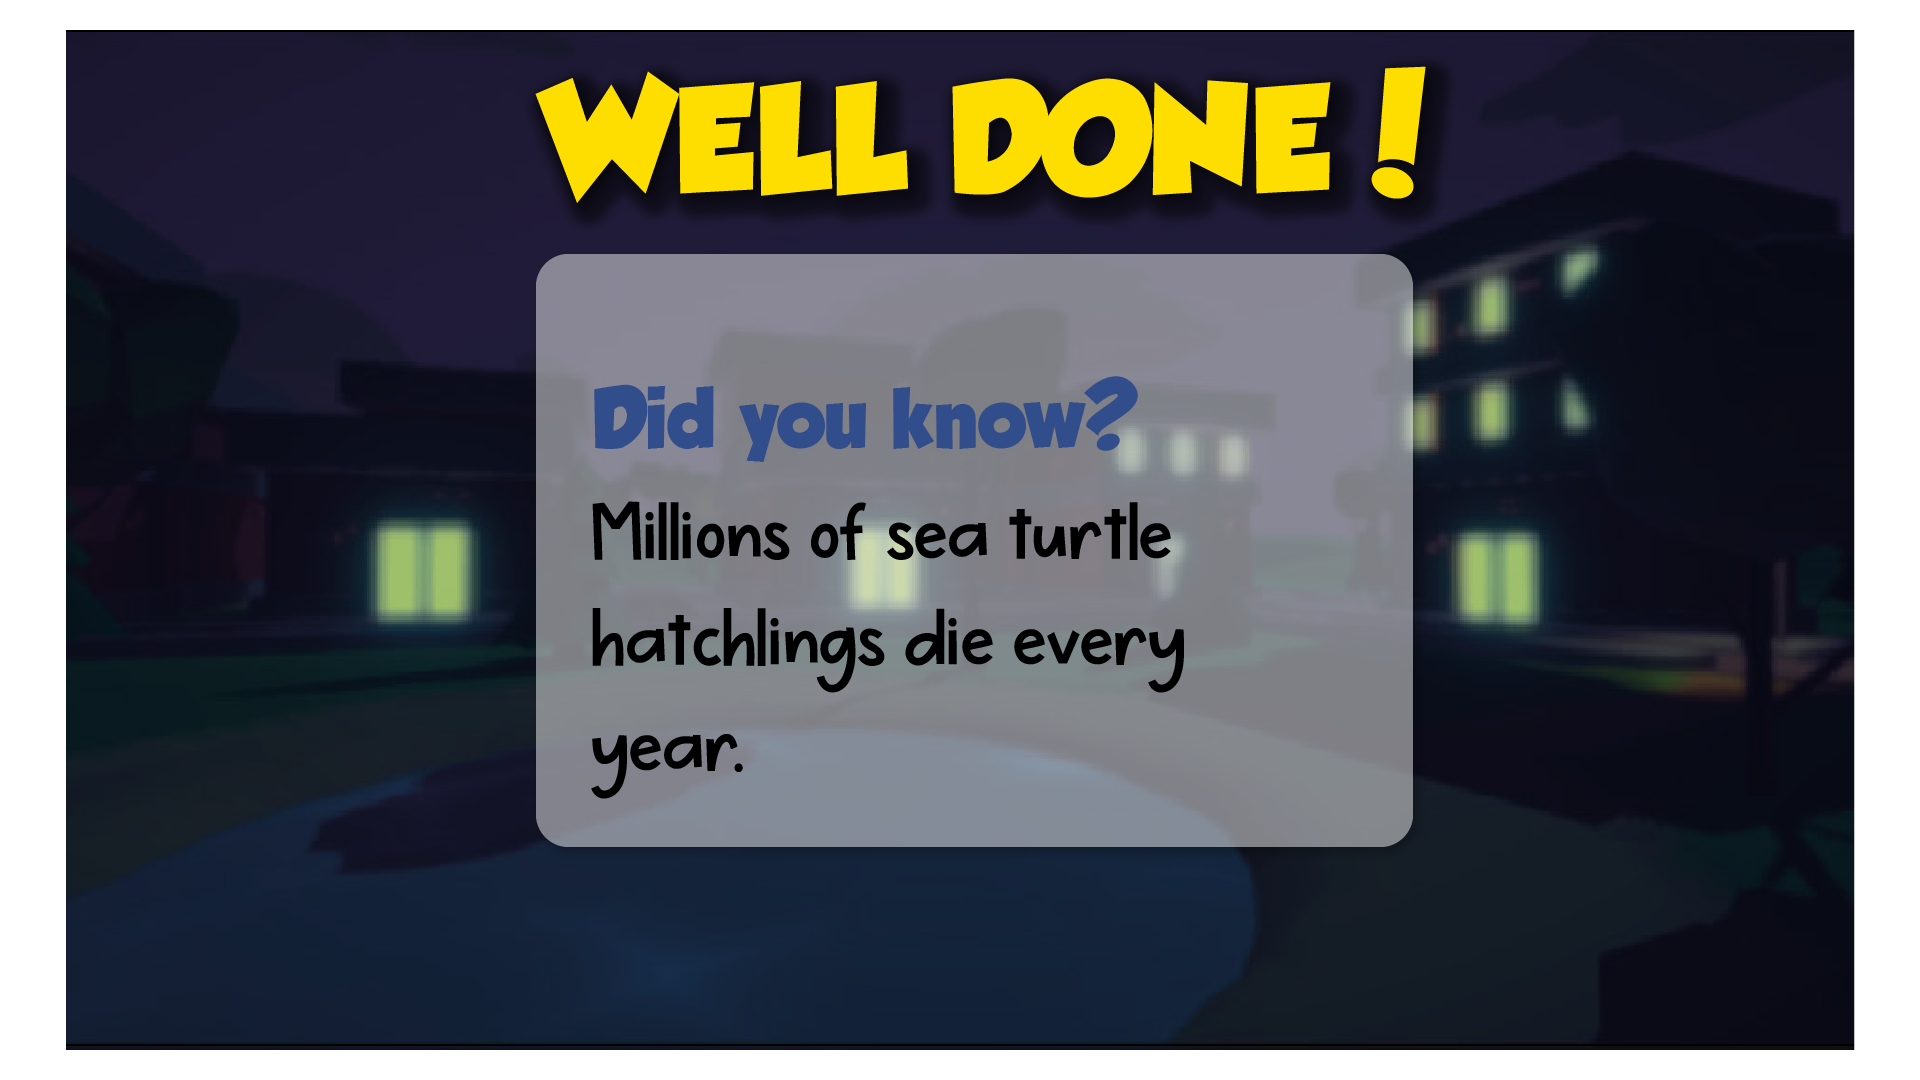 WELL DONE!
Did you know?
Millions of sea turtle
hatchlings die every
year.